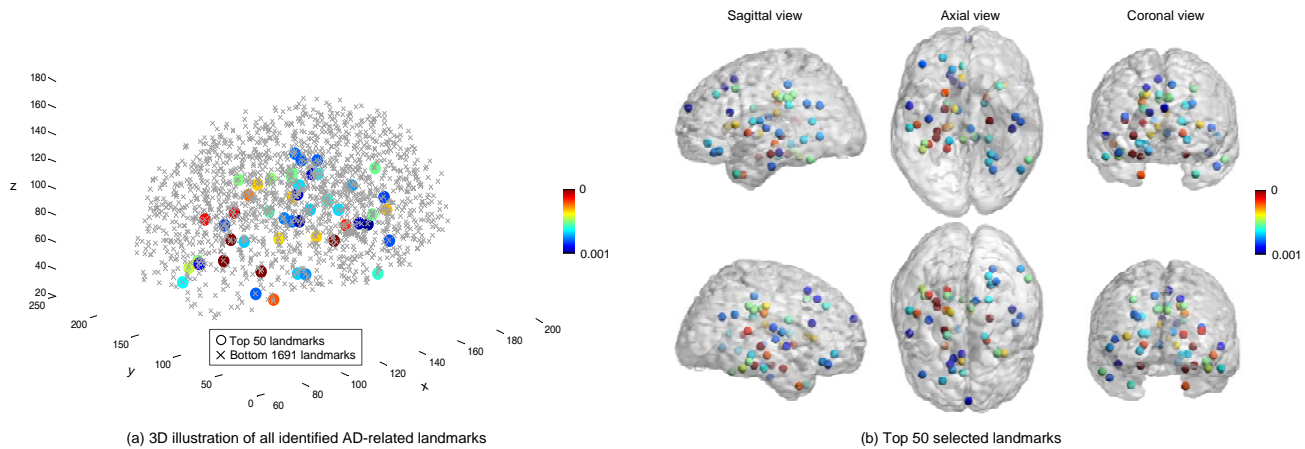 Sagittal view
Axial view
Coronal view
180
160
140
120
z
100
80
60
40
20
250
200
150
y
100
50
0
60
80
100
120
140
x
160
180
200
0
0.001
Top 50 landmarks
Bottom 1691 landmarks
0
0.001
(a) 3D illustration of all identified AD-related landmarks
(b) Top 50 selected landmarks